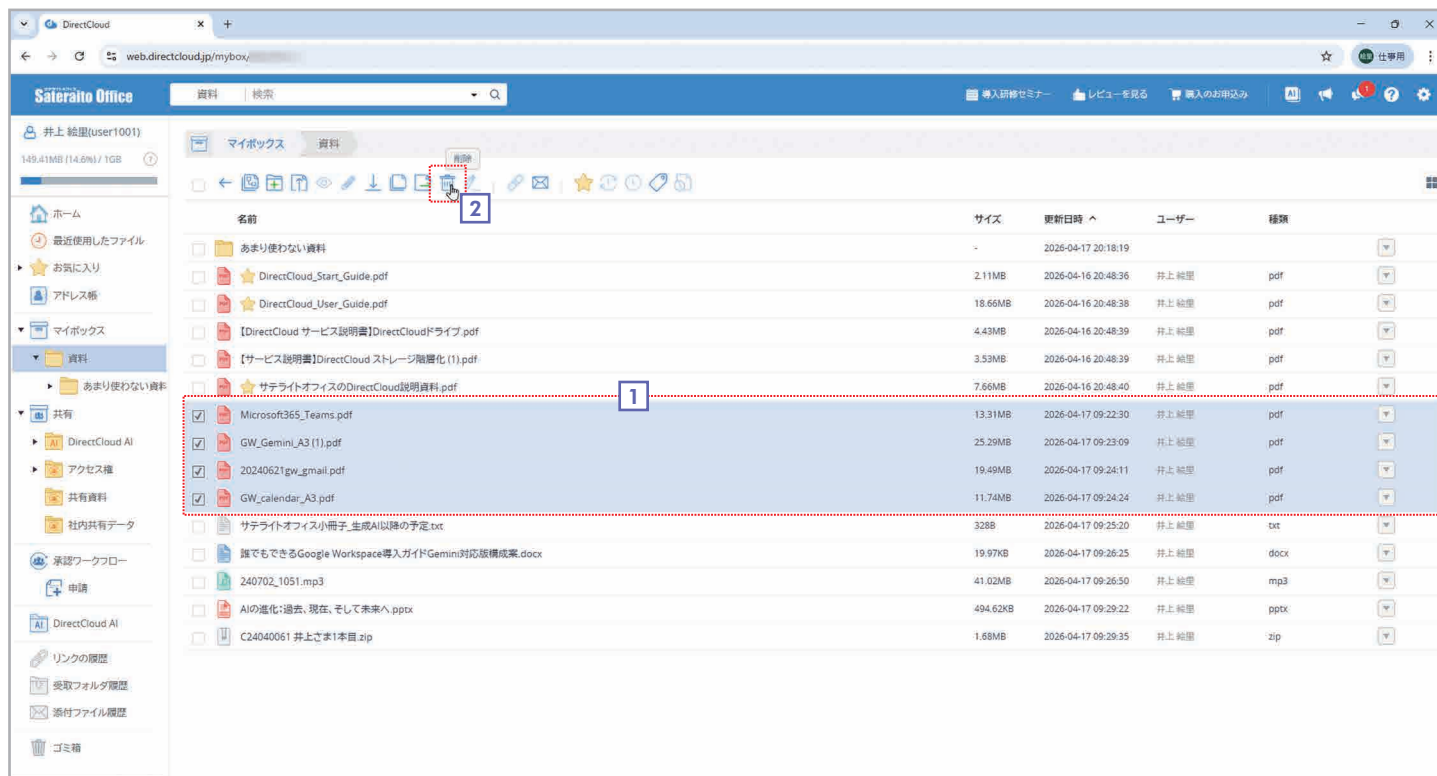 DirectCloud
web.directcloud.jp/mybox/
仕事用
サテライトオフィス
Sateraito Office
資料 検索
導入研修セミナー レビューを見る 購入のお申込み AI 1
井上 絵里(user1001)
149.41MB (14.6%) / 1GB
マイボックス 資料
削除
2
ホーム
最近使用したファイル
お気に入り
アドレス帳
マイボックス
資料
あまり使わない資料
共有
DirectCloud AI
アクセス権
共有資料
社内共有データ
承認ワークフロー
申請
DirectCloud AI
リンクの履歴
受取フォルダ履歴
添付ファイル履歴
ゴミ箱
名前 サイズ 更新日時 ユーザー 種類
あまり使わない資料 - 2026-04-17 20:18:19
DirectCloud_Start_Guide.pdf 2.11MB 2026-04-16 20:48:36 井上 絵里 pdf
DirectCloud_User_Guide.pdf 18.66MB 2026-04-16 20:48:38 井上 絵里 pdf
【DirectCloud サービス説明書】DirectCloudドライブ.pdf 4.43MB 2026-04-16 20:48:39 井上 絵里 pdf
【サービス説明書】DirectCloud ストレージ階層化 (1).pdf 3.53MB 2026-04-16 20:48:39 井上 絵里 pdf
サテライトオフィスのDirectCloud説明資料.pdf 7.66MB 2026-04-16 20:48:40 井上 絵里 pdf
1
Microsoft365_Teams.pdf 13.31MB 2026-04-17 09:22:30 井上 絵里 pdf
GW_Gemini_A3 (1).pdf 25.29MB 2026-04-17 09:23:09 井上 絵里 pdf
20240621gw_gmail.pdf 19.49MB 2026-04-17 09:24:11 井上 絵里 pdf
GW_calendar_A3.pdf 11.74MB 2026-04-17 09:24:24 井上 絵里 pdf
サテライトオフィス小冊子_生成AI以降の予定.txt 328B 2026-04-17 09:25:20 井上 絵里 txt
誰でもできるGoogle Workspace導入ガイドGemini対応版構成案.docx 19.97KB 2026-04-17 09:26:25 井上 絵里 docx
240702_1051.mp3 41.02MB 2026-04-17 09:26:50 井上 絵里 mp3
AIの進化:過去、現在、そして未来へ.pptx 494.62KB 2026-04-17 09:29:22 井上 絵里 pptx
C24040061 井上さま1本目.zip 1.68MB 2026-04-17 09:29:35 井上 絵里 zip